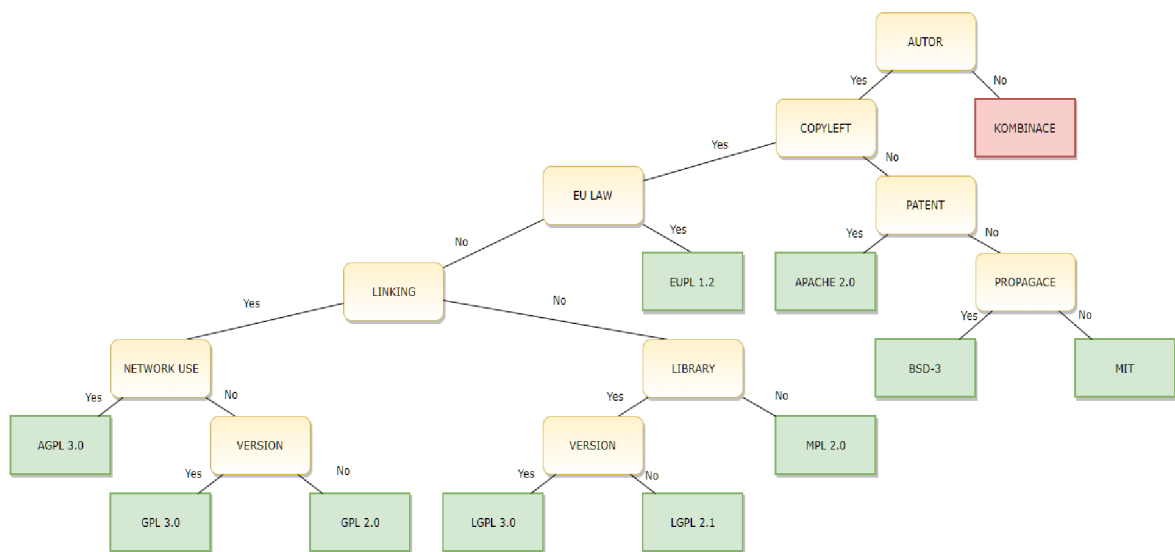 AUTOR
Yes
No
COPYLEFT
KOMBINACE
Yes
No
EU LAW
PATENT
No
Yes
Yes
No
LINKING
EUPL 1.2
APACHE 2.0
PROPAGACE
Yes
No
Yes
No
NETWORK USE
LIBRARY
BSD-3
MIT
Yes
No
Yes
No
AGPL 3.0
VERSION
VERSION
MPL 2.0
Yes
No
Yes
No
GPL 3.0
GPL 2.0
LGPL 3.0
LGPL 2.1